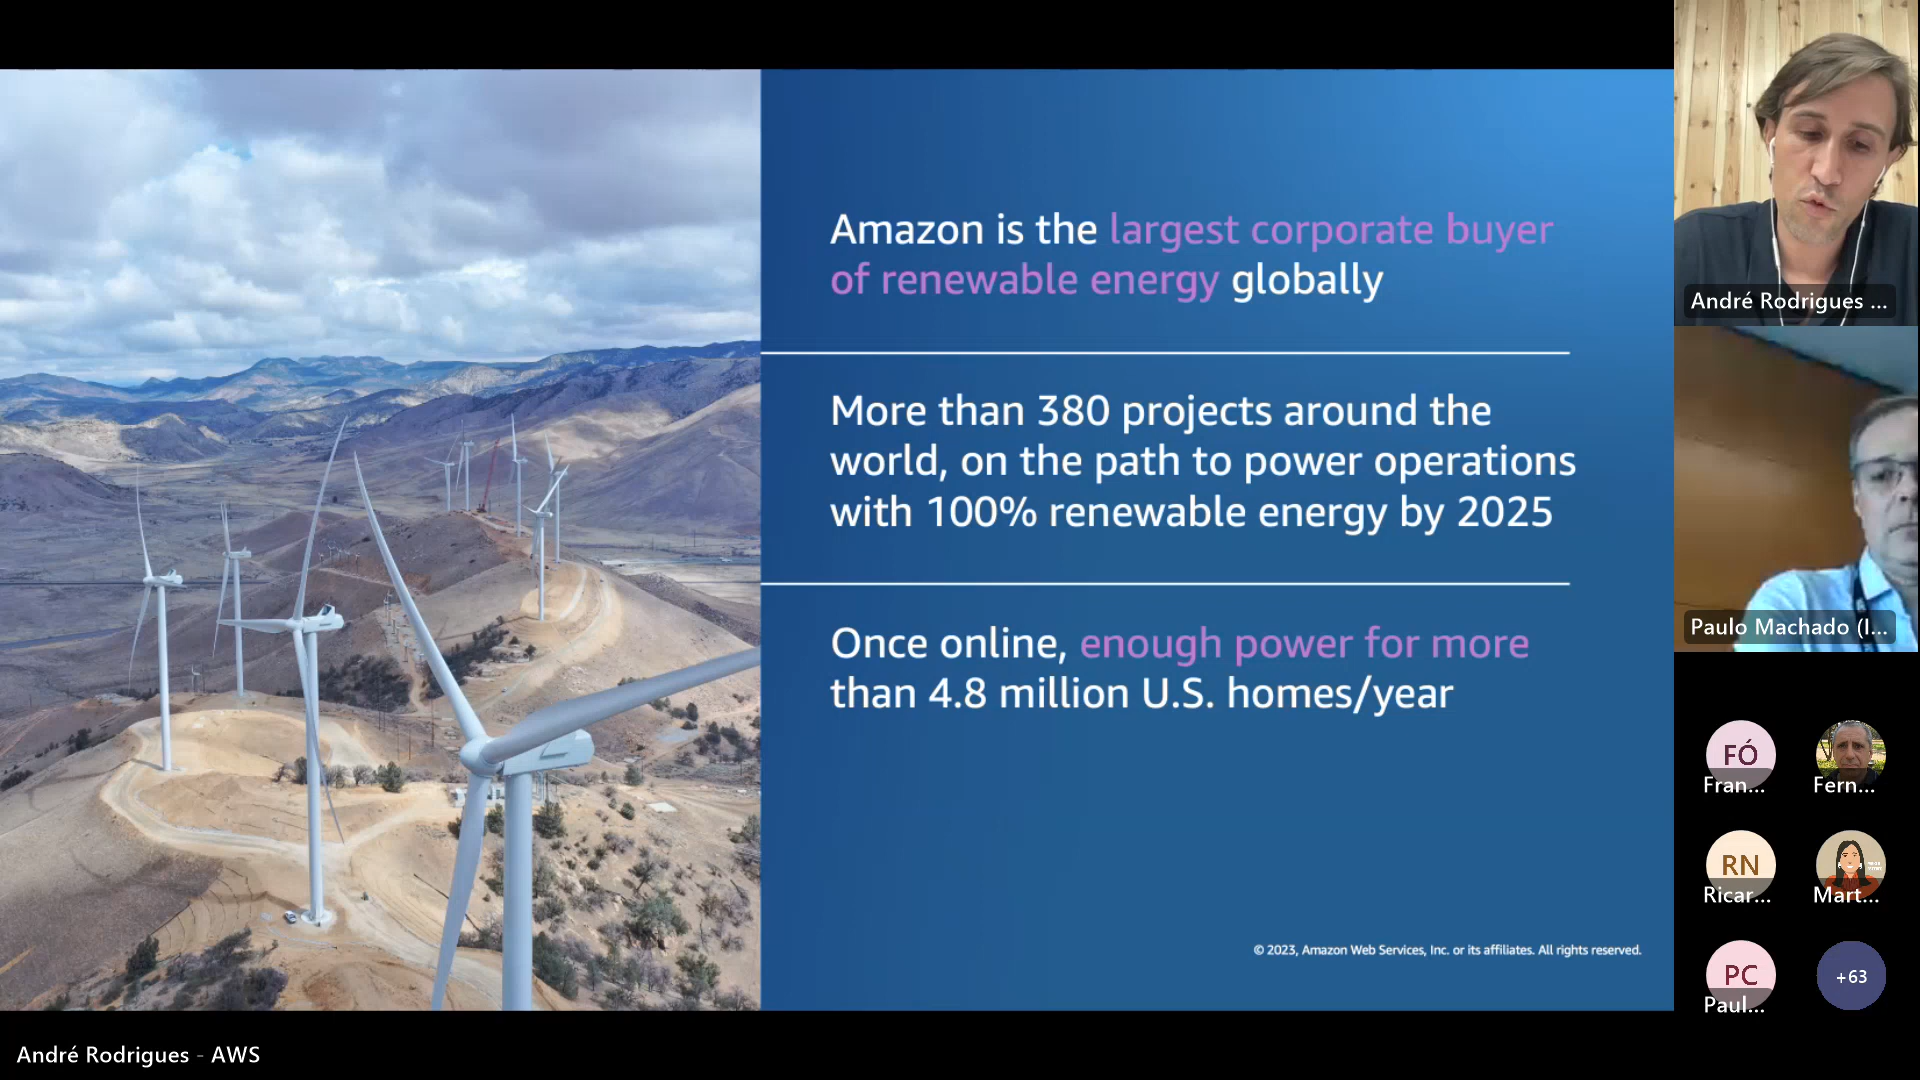 Amazon is the largest corporate buyer
of renewable energy globally
More than 380 projects around the
world, on the path to power operations
with 100% renewable energy by 2025
Once online, enough power for more
than 4.8 million U.S. homes/year
© 2023, Amazon Web Services, Inc. or its affiliates. All rights reserved.
André Rodrigues ...
Paulo Machado (I...
FÓ
Fran...
Fern...
RN
Ricar...
Mart...
PC
Paul...
+63
André Rodrigues - AWS